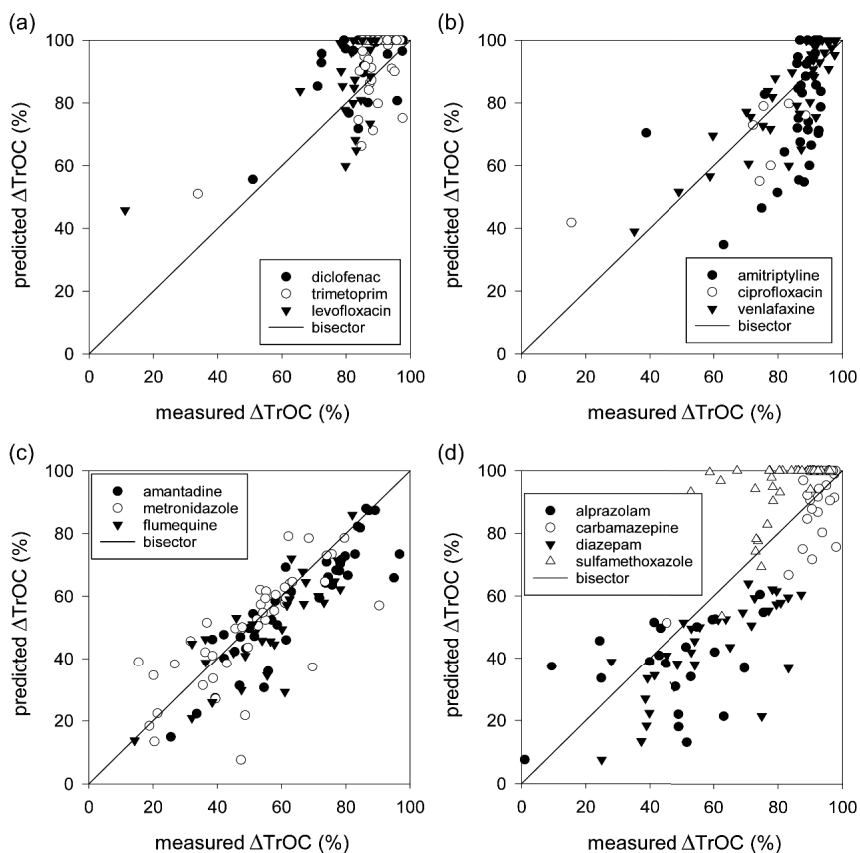 (a)
100
80
60
40
20
0
predicted ΔTrOC (%)
diclofenac
trimetoprim
levofloxacin
bisector
0 20 40 60 80 100
measured ΔTrOC (%)
(b)
100
80
60
40
20
0
predicted ΔTrOC (%)
amitriptyline
ciprofloxacin
venlafaxine
bisector
0 20 40 60 80 100
measured ΔTrOC (%)
(c)
100
80
60
40
20
0
predicted ΔTrOC (%)
amantadine
metronidazole
flumequine
bisector
0 20 40 60 80 100
measured ΔTrOC (%)
(d)
100
80
60
40
20
0
predicted ΔTrOC (%)
alprazolam
carbamazepine
diazepam
sulfamethoxazole
bisector
0 20 40 60 80 100
measured ΔTrOC (%)